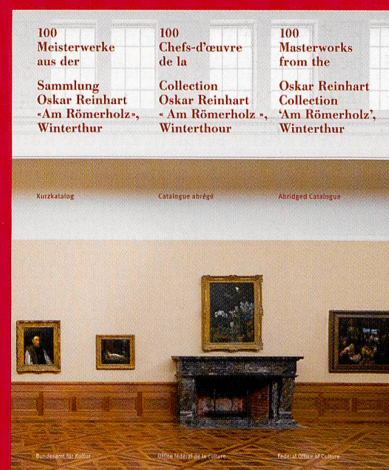 100
Meisterwerke
aus der
Sammlung
Oskar Reinhart
«Am Römerholz»,
Winterthur
100
Chefs-d'œuvre
de la
Collection
Oskar Reinhart
« Am Römerholz »,
Winterthour
100
Masterworks
from the
Oskar Reinhart
Collection
'Am Römerholz',
Winterthur
Kurzkatalog
Catalogue abrégé
Abridged Catalogue
Bundesamt für Kultur
Office fédéral de la culture
Federal Office of Culture